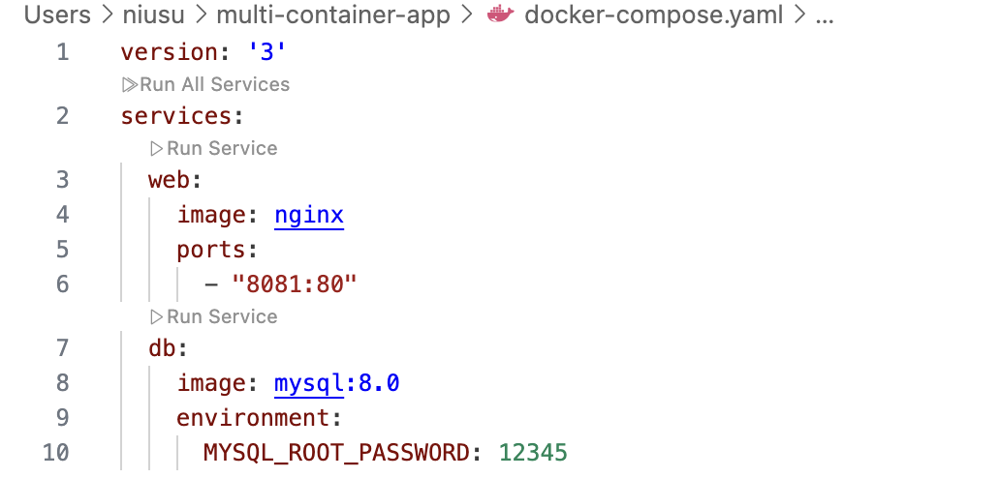 Users > niusu > multi-container-app > docker-compose.yaml > ...
1 version: '3'
Run All Services
2 services:
Run Service
3 web:
4 image: nginx
5 ports:
6 - "8081:80"
Run Service
7 db:
8 image: mysql:8.0
9 environment:
10 MYSQL_ROOT_PASSWORD: 12345